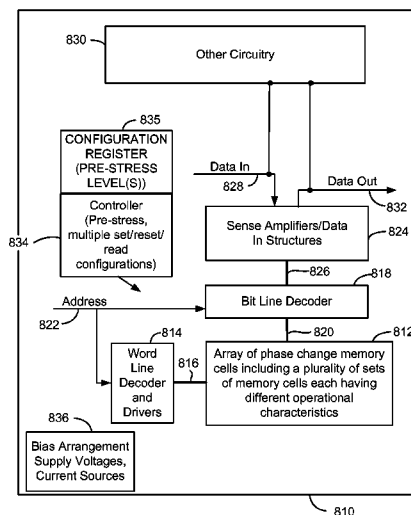 830
Other Circuitry
835
CONFIGURATION
REGISTER
(PRE-STRESS
LEVEL(S))
Data In
828
Data Out
832
834
Controller
(Pre-stress,
multiple set/reset/
read
configurations)
Sense Amplifiers/Data
In Structures
824
826
818
Address
822
Bit Line Decoder
814
820
812
Word
Line
Decoder
and
Drivers
816
Array of phase change memory
cells including a plurality of sets
of memory cells each having
different operational
characteristics
836
Bias Arrangement
Supply Voltages,
Current Sources
810